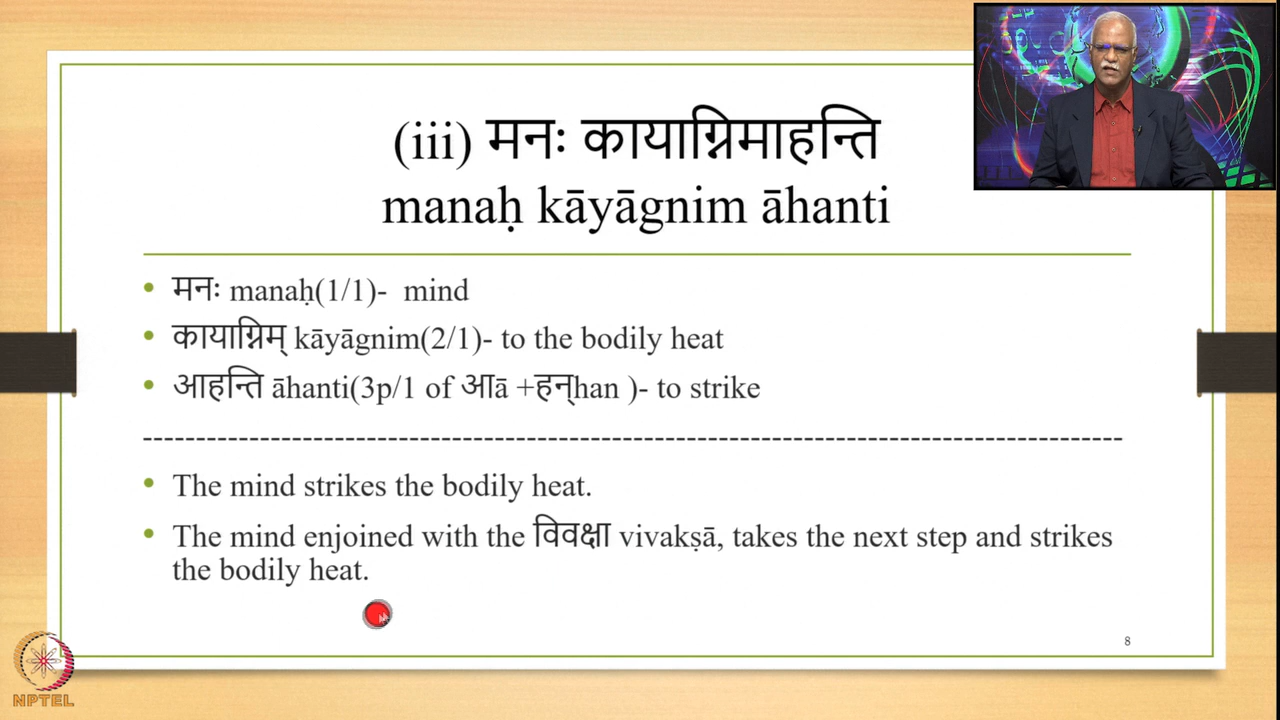 (iii) मनः कायाग्निमाहन्ति
manaḥ kāyāgnim āhanti
• मनः manaḥ(1/1)- mind
• कायाग्निम् kāyāgnim(2/1)- to the bodily heat
• आहन्ति āhanti(3p/1 of आā +हन्han )- to strike
-----------------------------------------------------------------------------------------
• The mind strikes the bodily heat.
• The mind enjoined with the विवक्षा vivakṣā, takes the next step and strikes
the bodily heat.
8
NPTEL